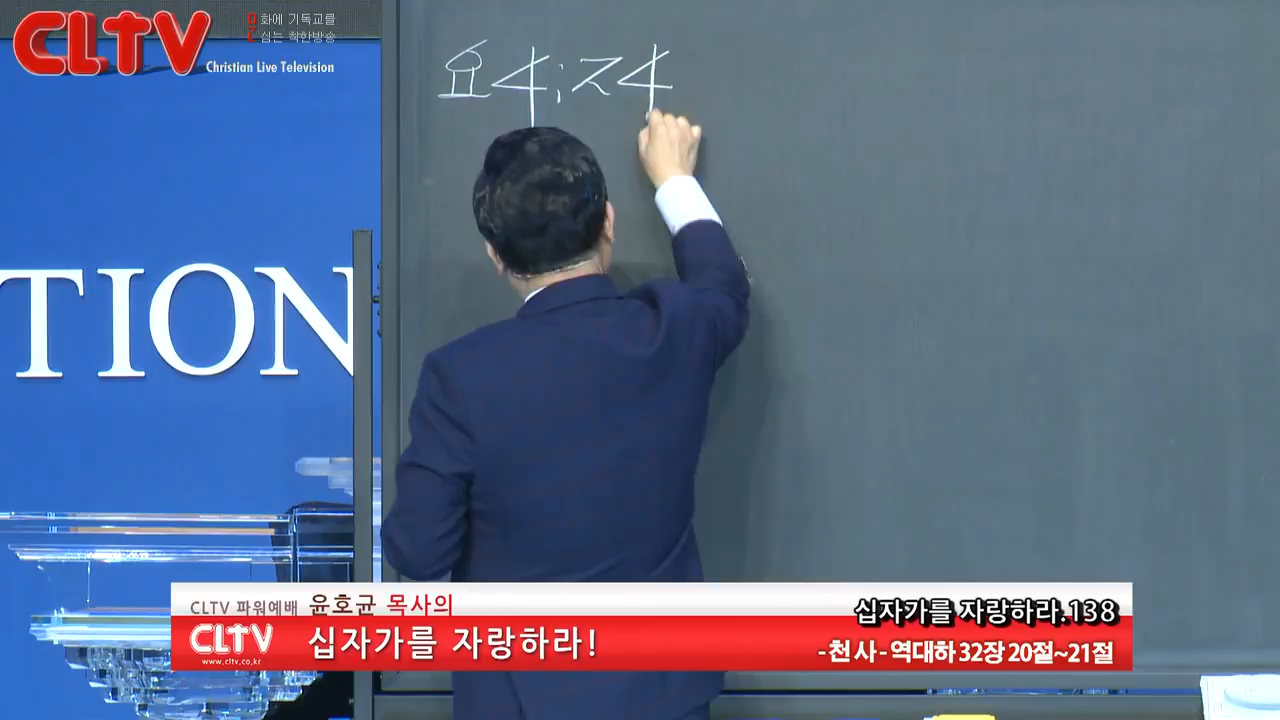 CLTV
문화에 기독교를
심는 착한방송
Christian Live Television
요4;24
TION
CLTV 파워예배 윤호균 목사의
십자가를 자랑하라.138
CLTV
www.cltv.co.kr
십자가를 자랑하라!
- 천 사 - 역대하 32장 20절~21절